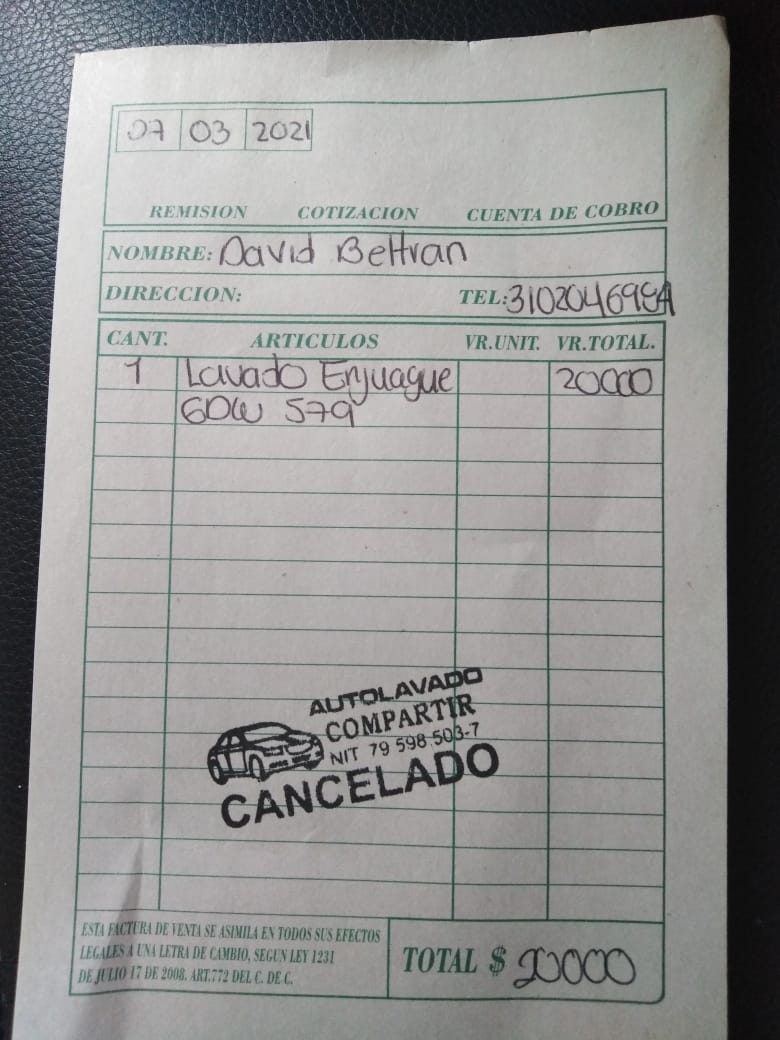 07 03 2021
REMISION COTIZACION CUENTA DE COBRO
NOMBRE: David Beltran
DIRECCION: TEL: 3102046984
CANT. ARTICULOS VR.UNIT. VR.TOTAL.
1 Lavado Enjuague 20000
GDW 579
AUTOLAVADO
COMPARTIR
NIT 79 598 503-7
CANCELADO
ESTA FACTURA DE VENTA SE ASIMILA EN TODOS SUS EFECTOS
LEGALES A UNA LETRA DE CAMBIO, SEGUN LEY 1231
DE JULIO 17 DE 2008. ART.772 DEL C. DE C.
TOTAL $ 20000